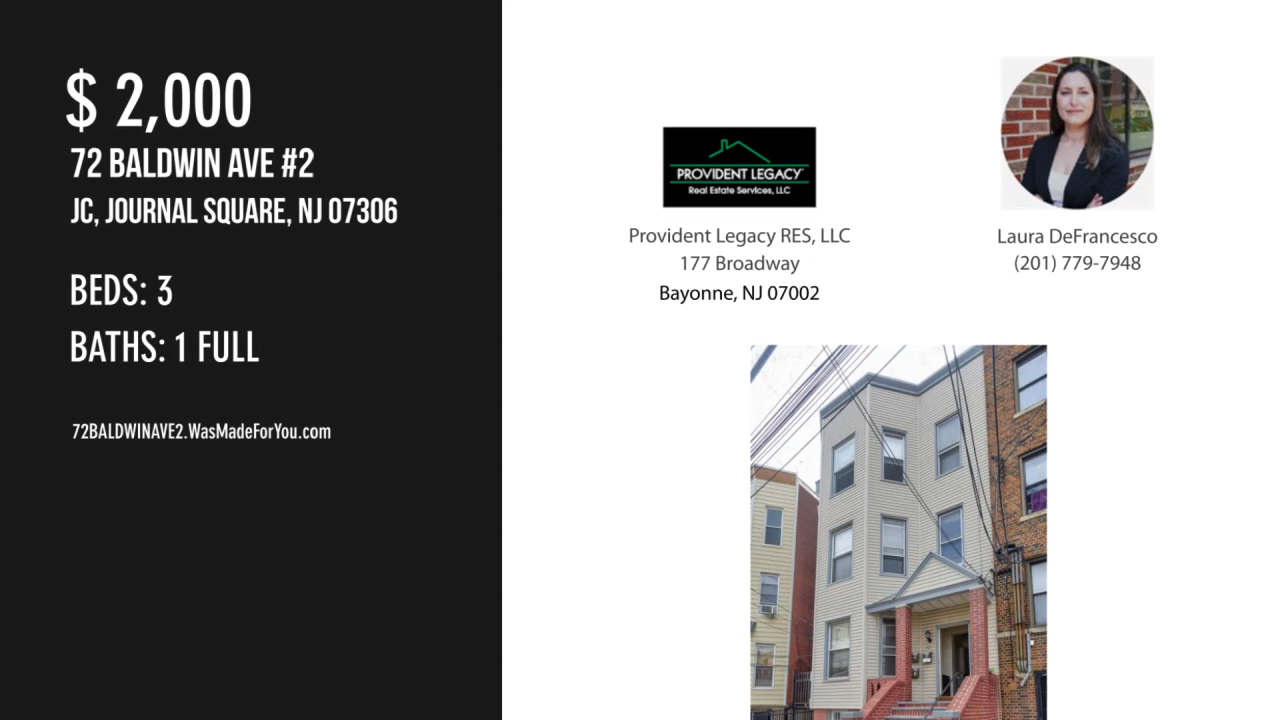 $ 2,000
72 BALDWIN AVE #2
JC, JOURNAL SQUARE, NJ 07306
BEDS: 3
BATHS: 1 FULL
72BALDWINAVE2.WasMadeForYou.com
PROVIDENT LEGACY
Real Estate Services, LLC
Provident Legacy RES, LLC
177 Broadway
Bayonne, NJ 07002
Laura DeFrancesco
(201) 779-7948